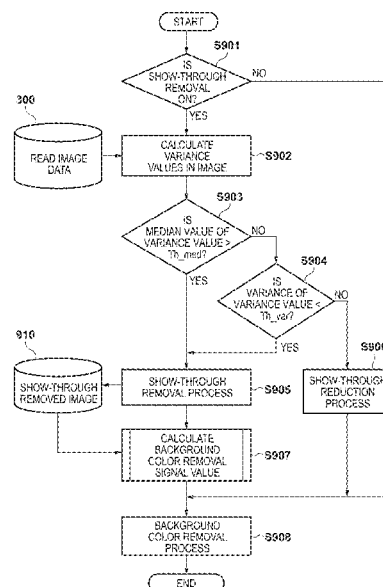 START
S901
IS
SHOW-THROUGH
REMOVAL
ON?
NO
YES
300
READ IMAGE
DATA
CALCULATE
VARIANCE
VALUES IN IMAGE
S902
S903
IS
MEDIAN VALUE OF
VARIANCE VALUE >
Th_med?
NO
YES
S904
IS
VARIANCE OF
VARIANCE VALUE <
Th_var?
NO
YES
910
SHOW-THROUGH
REMOVED IMAGE
SHOW-THROUGH
REMOVAL PROCESS
S905
S906
SHOW-THROUGH
REDUCTION
PROCESS
CALCULATE
BACKGROUND
COLOR REMOVAL
SIGNAL VALUE
S907
BACKGROUND
COLOR REMOVAL
PROCESS
S908
END